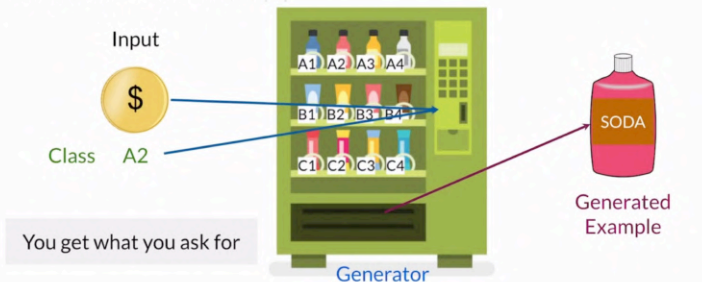 Input
$
Class A2
You get what you ask for
A1 A2 A3 A4
B1 B2 B3 B4
C1 C2 C3 C4
Generator
SODA
Generated
Example